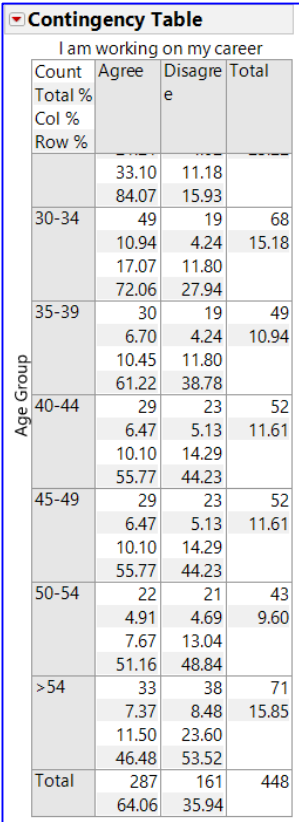 Contingency Table
I am working on my career
Count Agree Disagre Total
Total % e
Col %
Row %
33.10 11.18
84.07 15.93
30-34 49 19 68
10.94 4.24 15.18
17.07 11.80
72.06 27.94
35-39 30 19 49
6.70 4.24 10.94
10.45 11.80
61.22 38.78
40-44 29 23 52
6.47 5.13 11.61
10.10 14.29
55.77 44.23
45-49 29 23 52
6.47 5.13 11.61
10.10 14.29
55.77 44.23
50-54 22 21 43
4.91 4.69 9.60
7.67 13.04
51.16 48.84
>54 33 38 71
7.37 8.48 15.85
11.50 23.60
46.48 53.52
Total 287 161 448
64.06 35.94
Age Group